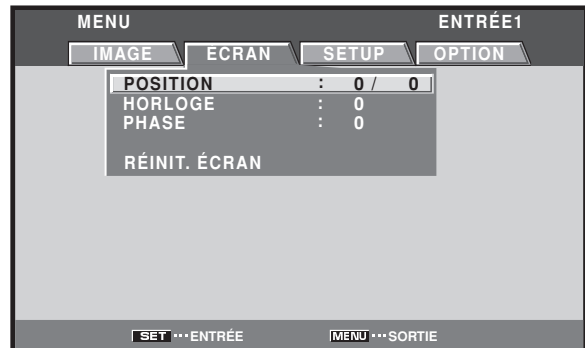 MENU ENTRÉE1
IMAGE ECRAN SETUP OPTION
POSITION : 0 / 0
HORLOGE : 0
PHASE : 0
RÉINIT. ÉCRAN
SET ···ENTRÉE MENU ···SORTIE